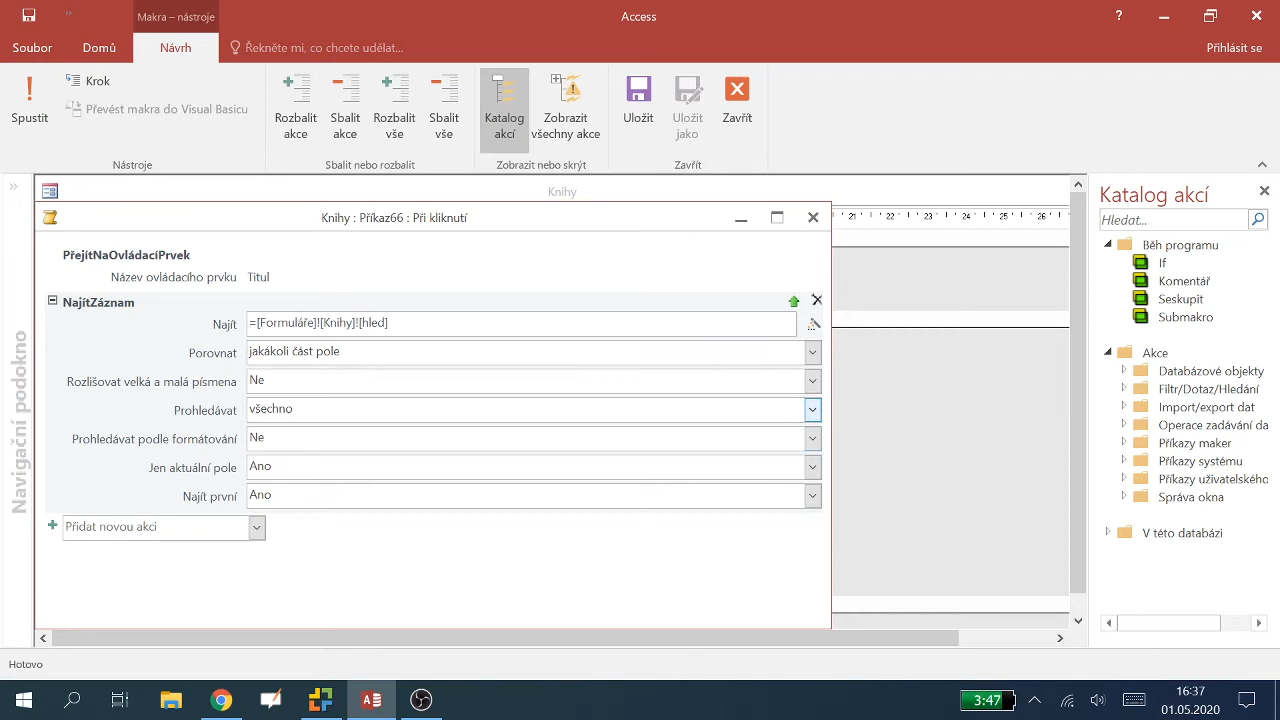 Makra – nástroje
Access
?
Soubor
Domů
Návrh
Řekněte mi, co chcete udělat...
Přihlásit se
Spustit
Krok
Převést makra do Visual Basicu
Nástroje
Rozbalit akce
Sbalit akce
Rozbalit vše
Sbalit vše
Sbalit nebo rozbalit
Katalog akcí
Zobrazit všechny akce
Zobrazit nebo skrýt
Uložit
Uložit jako
Zavřít
Zavřít
Navigační podokno
Knihy
21 22 23 24 25 26
Knihy : Příkaz66 : Při kliknutí
PřejítNaOvládacíPrvek
Název ovládacího prvku Titul
NajítZáznam
Najít =[Formuláře]![Knihy]![hled]
Porovnat jakákoli část pole
Rozlišovat velká a malá písmena Ne
Prohledávat všechno
Prohledávat podle formátování Ne
Jen aktuální pole Ano
Najít první Ano
Přidat novou akci
Katalog akcí
Hledat...
Běh programu
If
Komentář
Seskupit
Submakro
Akce
Databázové objekty
Filtr/Dotaz/Hledání
Import/export dat
Operace zadávání da
Příkazy maker
Příkazy systému
Příkazy uživatelského
Správa okna
V této databázi
Hotovo
3:47
16:37
01.05.2020